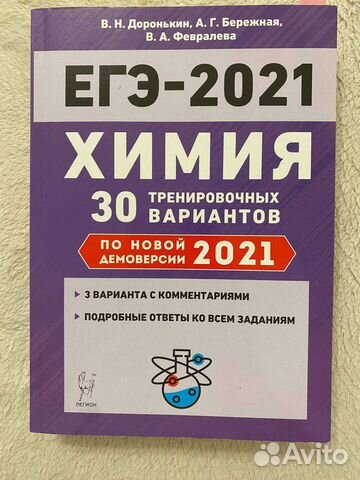 В. Н. Доронькин, А. Г. Бережная,
В. А. Февралева
ЕГЭ-2021
ХИМИЯ
30 ТРЕНИРОВОЧНЫХ
ВАРИАНТОВ
ПО НОВОЙ
ДЕМОВЕРСИИ 2021
3 ВАРИАНТА С КОММЕНТАРИЯМИ
ПОДРОБНЫЕ ОТВЕТЫ КО ВСЕМ ЗАДАНИЯМ
ТМ
ЛЕГИОН
Avito